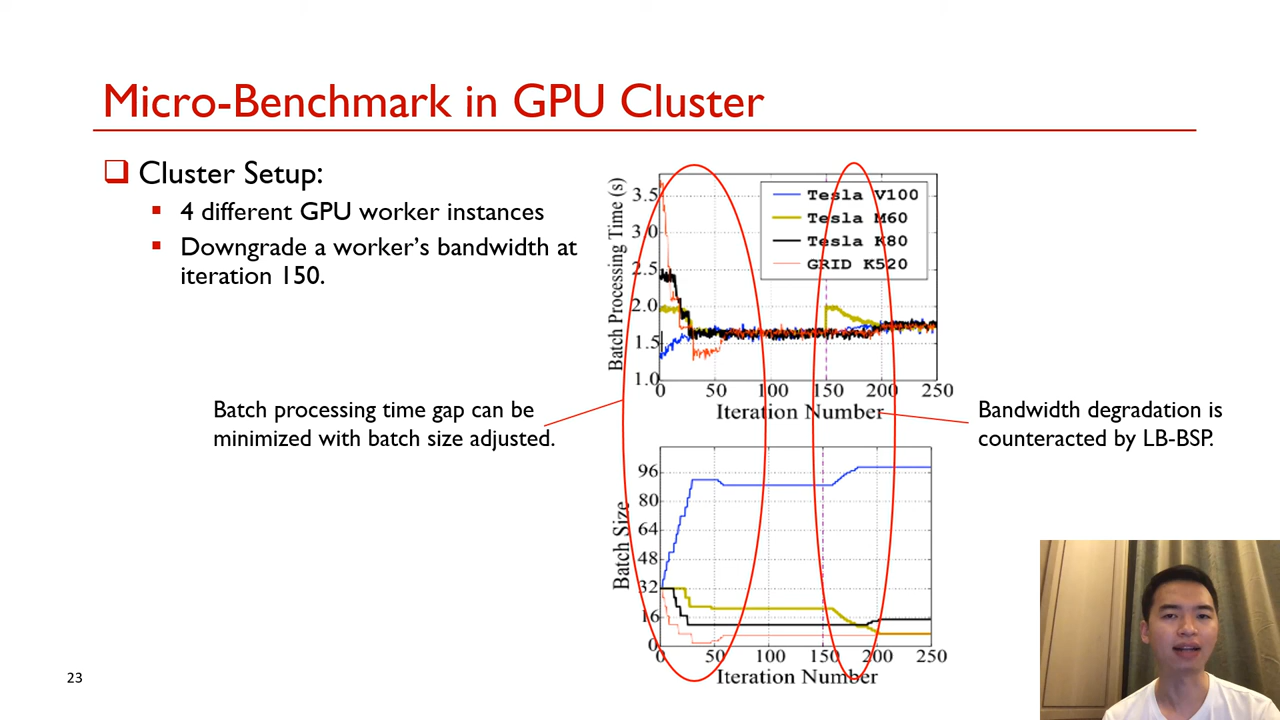 Micro-Benchmark in GPU Cluster
Cluster Setup:
4 different GPU worker instances
Downgrade a worker's bandwidth at
iteration 150.
Batch processing time gap can be
minimized with batch size adjusted.
Batch Processing Time (s)
3.5
3.0
2.5
2.0
1.5
1.0
Tesla V100
Tesla M60
Tesla K80
GRID K520
0 50 100 150 200 250
Iteration Number
Bandwidth degradation is
counteracted by LB-BSP.
Batch Size
96
80
64
48
32
16
0
0 50 100 150 200 250
Iteration Number
23